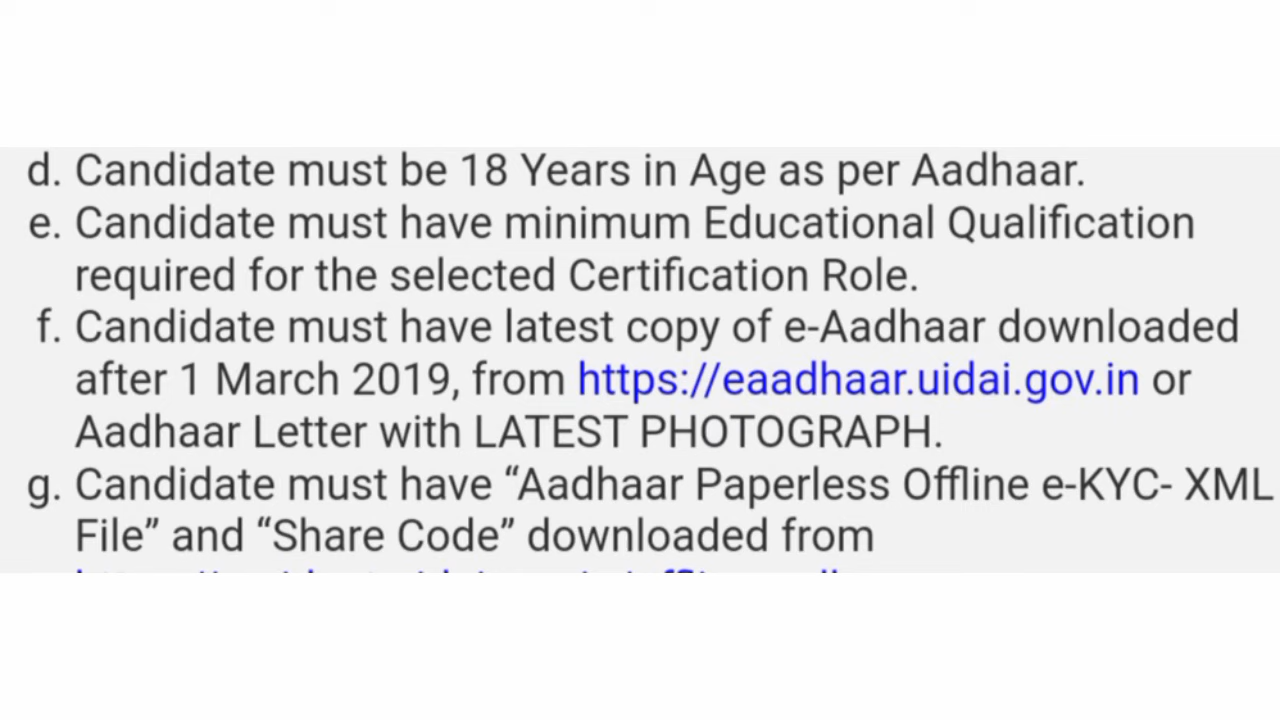 d. Candidate must be 18 Years in Age as per Aadhaar.
e. Candidate must have minimum Educational Qualification
required for the selected Certification Role.
f. Candidate must have latest copy of e-Aadhaar downloaded
after 1 March 2019, from https://eaadhaar.uidai.gov.in or
Aadhaar Letter with LATEST PHOTOGRAPH.
g. Candidate must have “Aadhaar Paperless Offline e-KYC- XML
File” and “Share Code” downloaded from